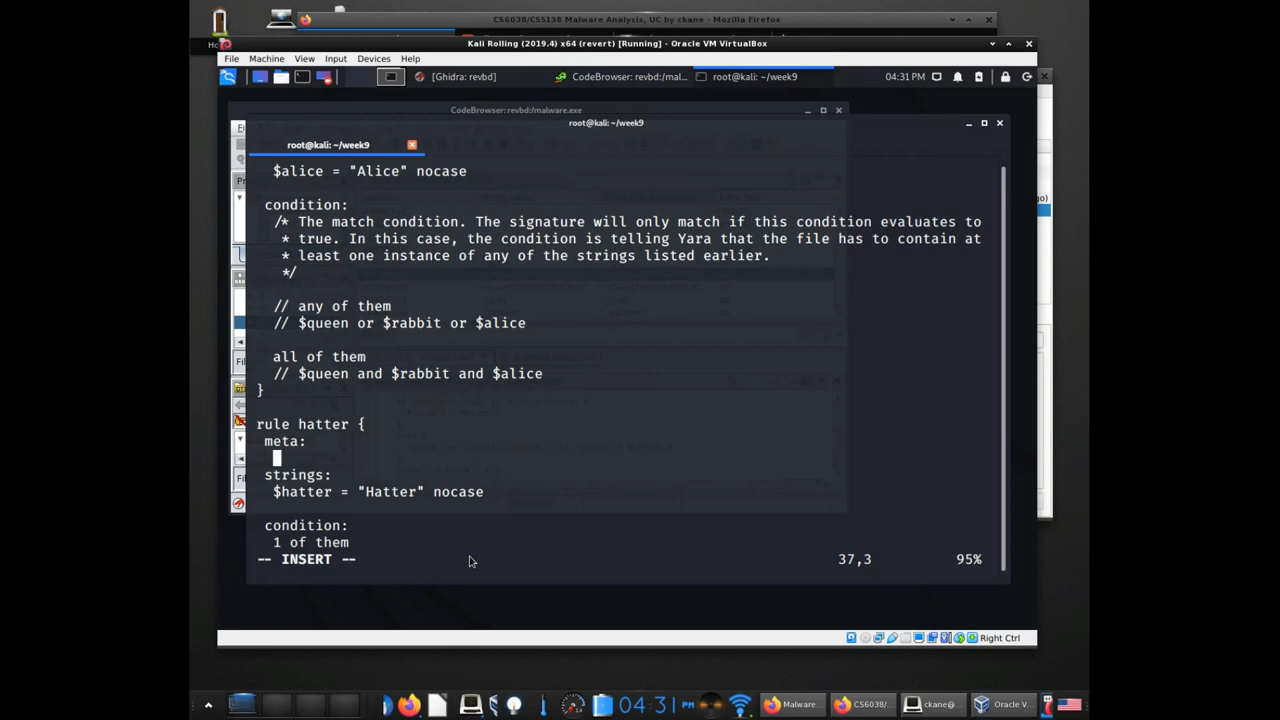 CS6038/CS5138 Malware Analysis, UC by ckane - Mozilla Firefox
Kali Rolling (2019.4) x64 (revert) [Running] - Oracle VM VirtualBox
File Machine View Input Devices Help
[Ghidra: revbd] CodeBrowser: revbd:/mal... root@kali: ~/week9 04:31 PM
CodeBrowser: revbd:/malware.exe
root@kali: ~/week9
root@kali: ~/week9
$alice = "Alice" nocase
condition:
/* The match condition. The signature will only match if this condition evaluates to
* true. In this case, the condition is telling Yara that the file has to contain at
* least one instance of any of the strings listed earlier.
*/
// any of them
// $queen or $rabbit or $alice
all of them
// $queen and $rabbit and $alice
}
rule hatter {
meta:
strings:
$hatter = "Hatter" nocase
condition:
1 of them
-- INSERT -- 37,3 95%
Right Ctrl
04:31 PM Malware... CS6038/... ckane@... Oracle V...